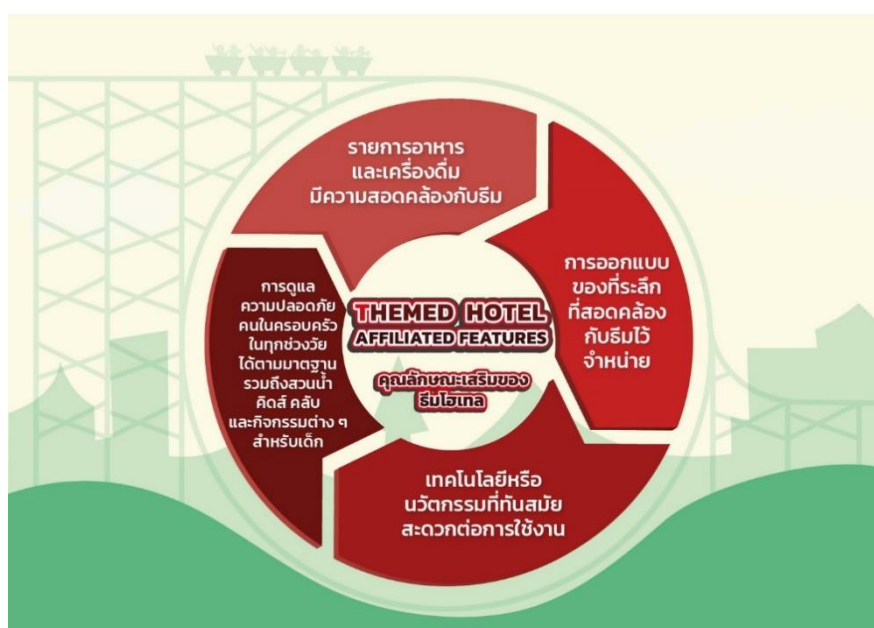 รายการอาหาร
และเครื่องดื่ม
มีความสอดคล้องกับธีม
การออกแบบ
ของที่ระลึก
ที่สอดคล้อง
กับธีมไว้
จำหน่าย
เทคโนโลยีหรือ
นวัตกรรมที่ทันสมัย
สะดวกต่อการใช้งาน
การดูแล
ความปลอดภัย
คนในครอบครัว
ในทุกช่วงวัย
ได้ตามมาตฐาน
รวมถึงสวนน้ำ
คิดส์ คลับ
และกิจกรรมต่าง ๆ
สำหรับเด็ก
THEMED HOTEL
AFFILIATED FEATURES
คุณลักษณะเสริมของ
ธีมโฮเทล